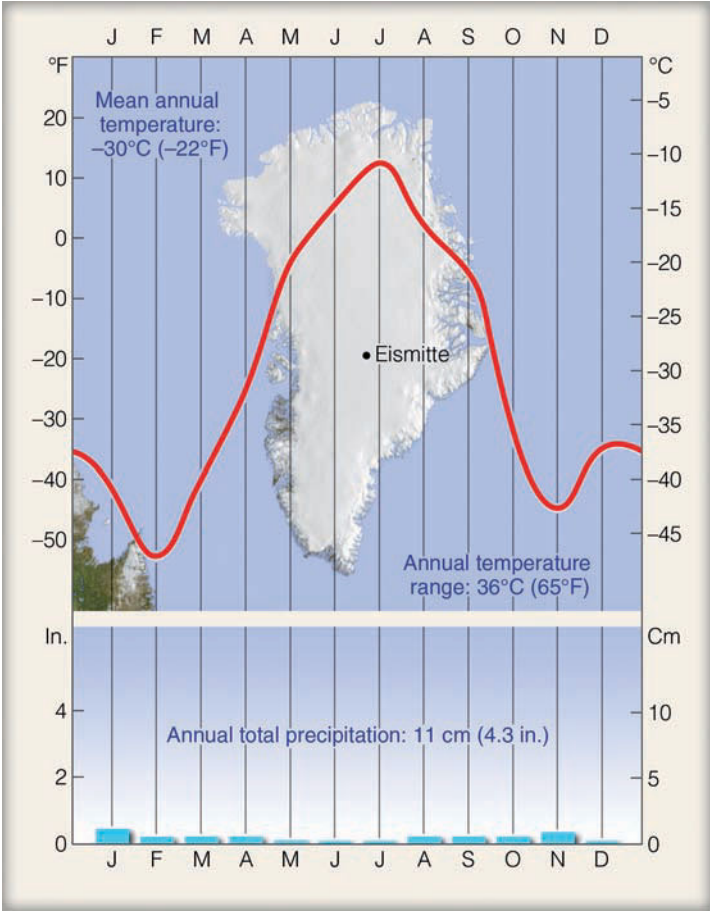 J F M A M J J A S O N D
°F
°C
Mean annual
temperature:
–30°C (–22°F)
20
10
0
–10
–20
–30
–40
–50
–5
–10
–15
–20
–25
–30
–35
–40
–45
Eismitte
Annual temperature
range: 36°C (65°F)
In.
Cm
Annual total precipitation: 11 cm (4.3 in.)
4
2
0
10
5
0
J F M A M J J A S O N D